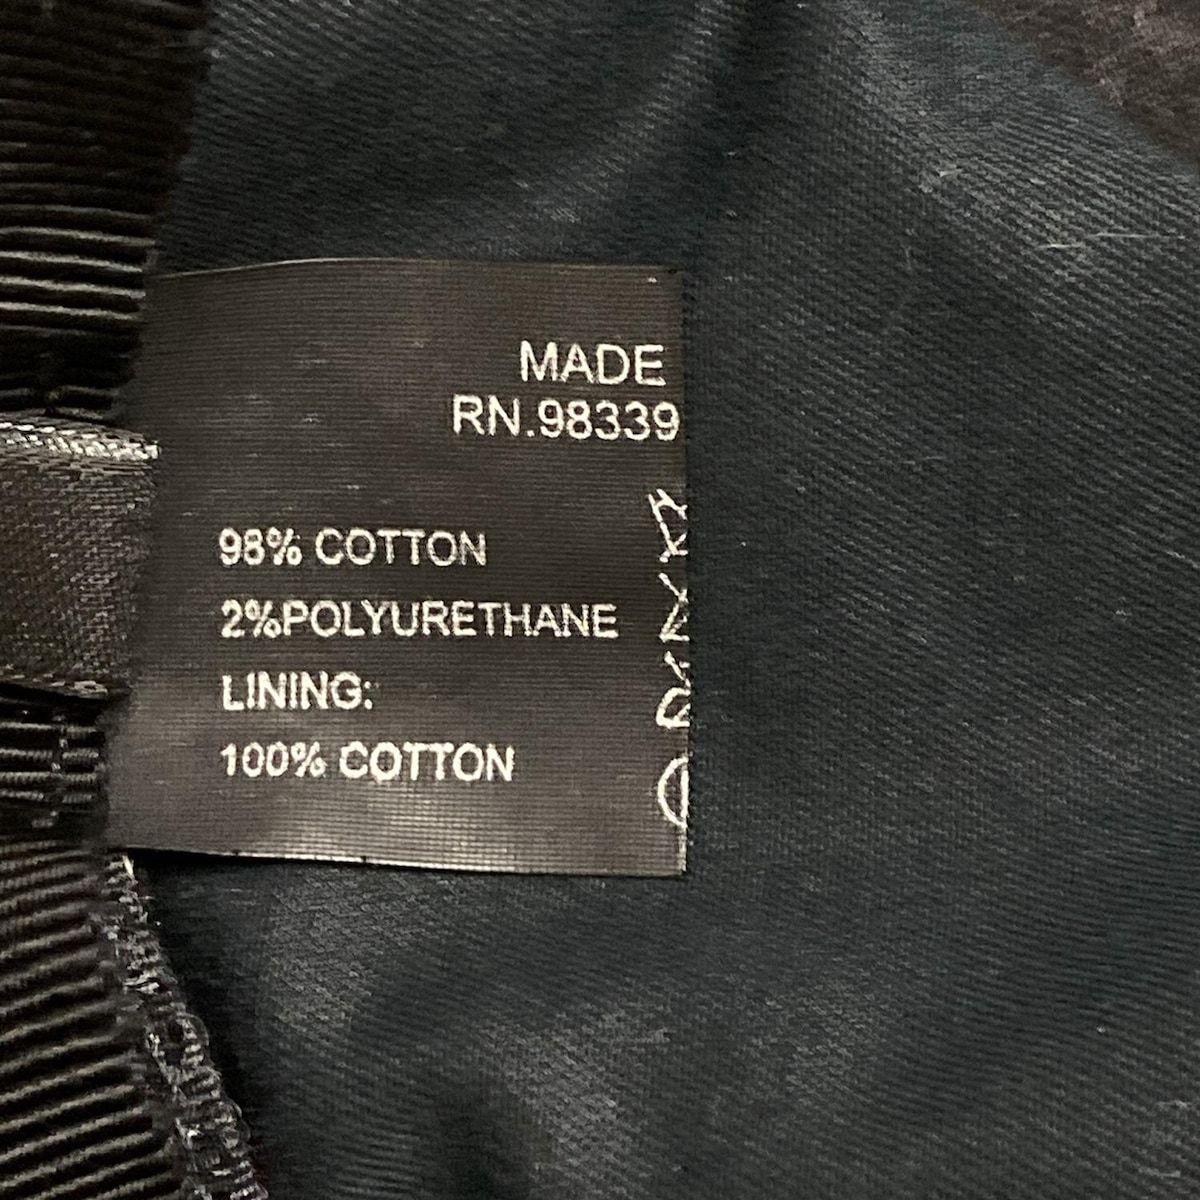 MADE
RN.98339
98% COTTON
2%POLYURETHANE
LINING:
100% COTTON